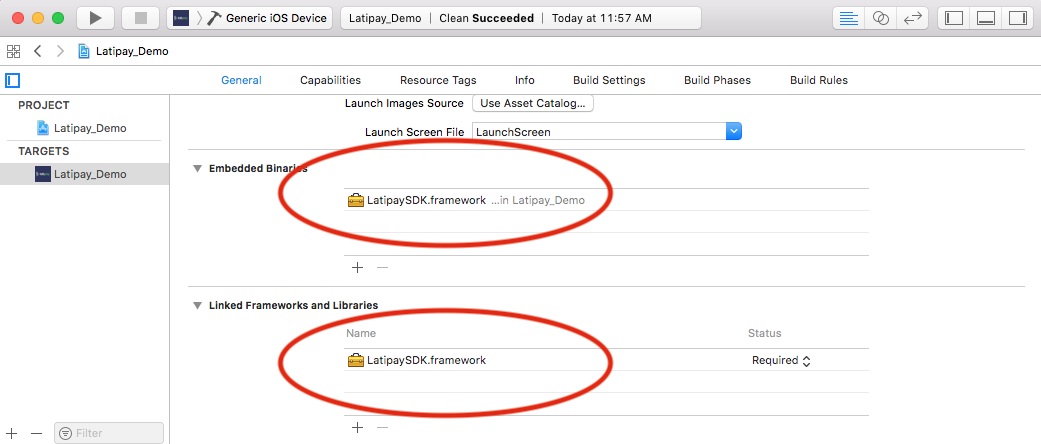 Generic iOS Device
Latipay_Demo | Clean Succeeded | Today at 11:57 AM
Latipay_Demo
General Capabilities Resource Tags Info Build Settings Build Phases Build Rules
PROJECT
Latipay_Demo
TARGETS
Latipay_Demo
Launch Images Source Use Asset Catalog...
Launch Screen File LaunchScreen
Embedded Binaries
LatipaySDK.framework ...in Latipay_Demo
Linked Frameworks and Libraries
Name Status
LatipaySDK.framework Required
Filter